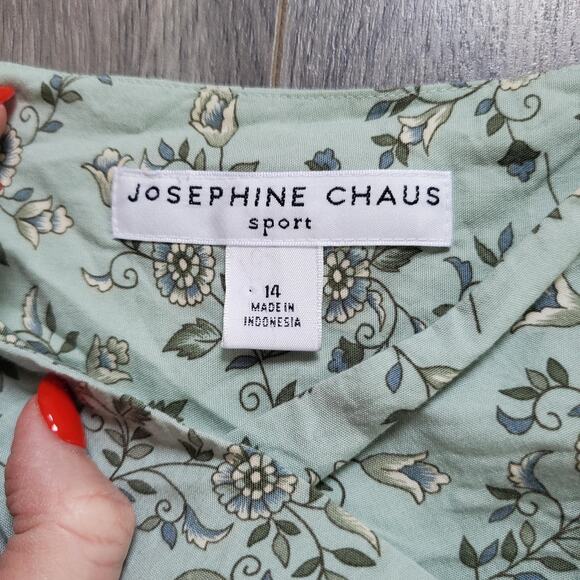 JOSEPHINE CHAUS
sport
14
MADE IN
INDONESIA